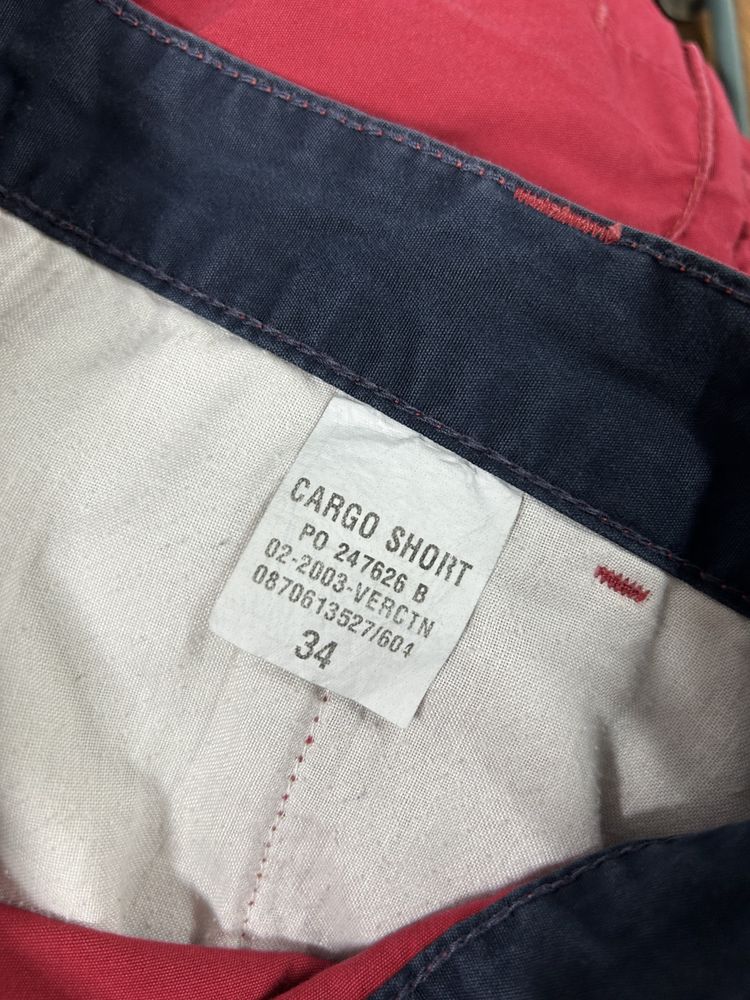 CARGO SHORT
PO 247626 B
02-2003-VERCTN
0870613527/604
34